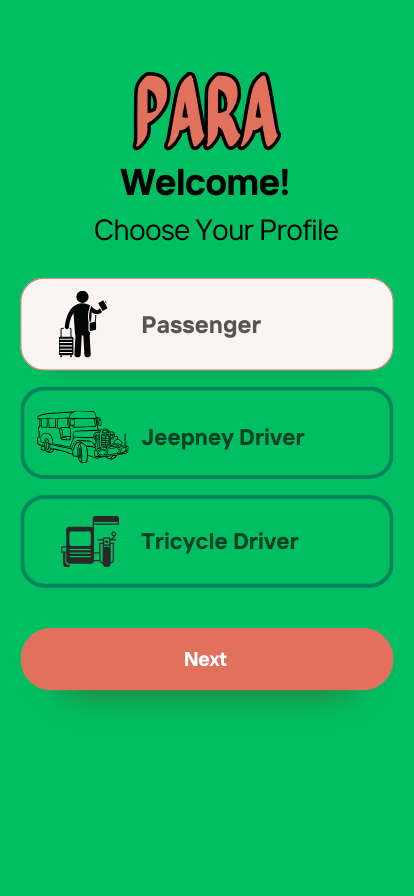 PARA
Welcome!
Choose Your Profile
Passenger
Jeepney Driver
Tricycle Driver
Next